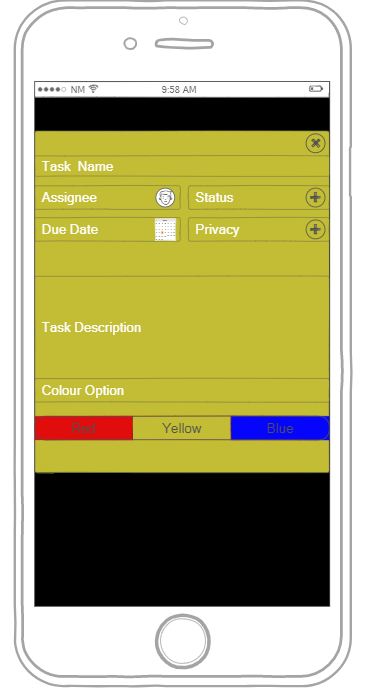 NM 9:58 AM
Task Name
Assignee Status
Due Date Privacy
Task Description
Colour Option
Red Yellow Blue